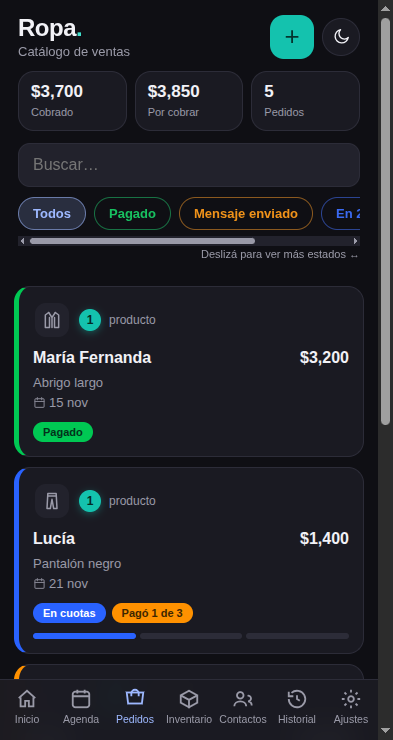 Ropa.
Catálogo de ventas
$3,700
Cobrado
$3,850
Por cobrar
5
Pedidos
Buscar…
Todos
Pagado
Mensaje enviado
En 2
Deslizá para ver más estados ↔
1 producto
María Fernanda $3,200
Abrigo largo
15 nov
Pagado
1 producto
Lucía $1,400
Pantalón negro
21 nov
En cuotas Pagó 1 de 3
Inicio Agenda Pedidos Inventario Contactos Historial Ajustes